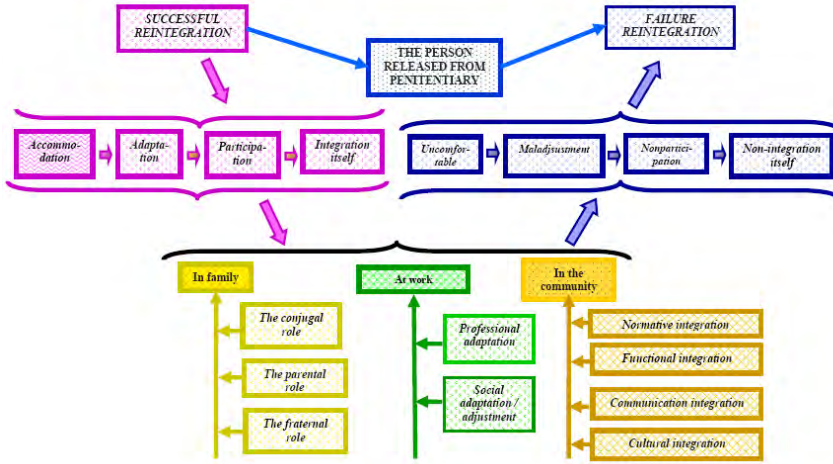 SUCCESSFUL
REINTEGRATION
THE PERSON
RELEASED FROM
PENITENTIARY
FAILURE
REINTEGRATION
Accommo-
dation
Adapta-
tion
Participa-
tion
Integration
itself
Uncomfor-
table
Maladjsustment
Nonpartici-
pation
Non-integration
itself
In family
The conjugal
role
The parental
role
The fraternal
role
At work
Professional
adaptation
Social
adaptation /
adjustment
In the
community
Normative integration
Functional integration
Communication integration
Cultural integration